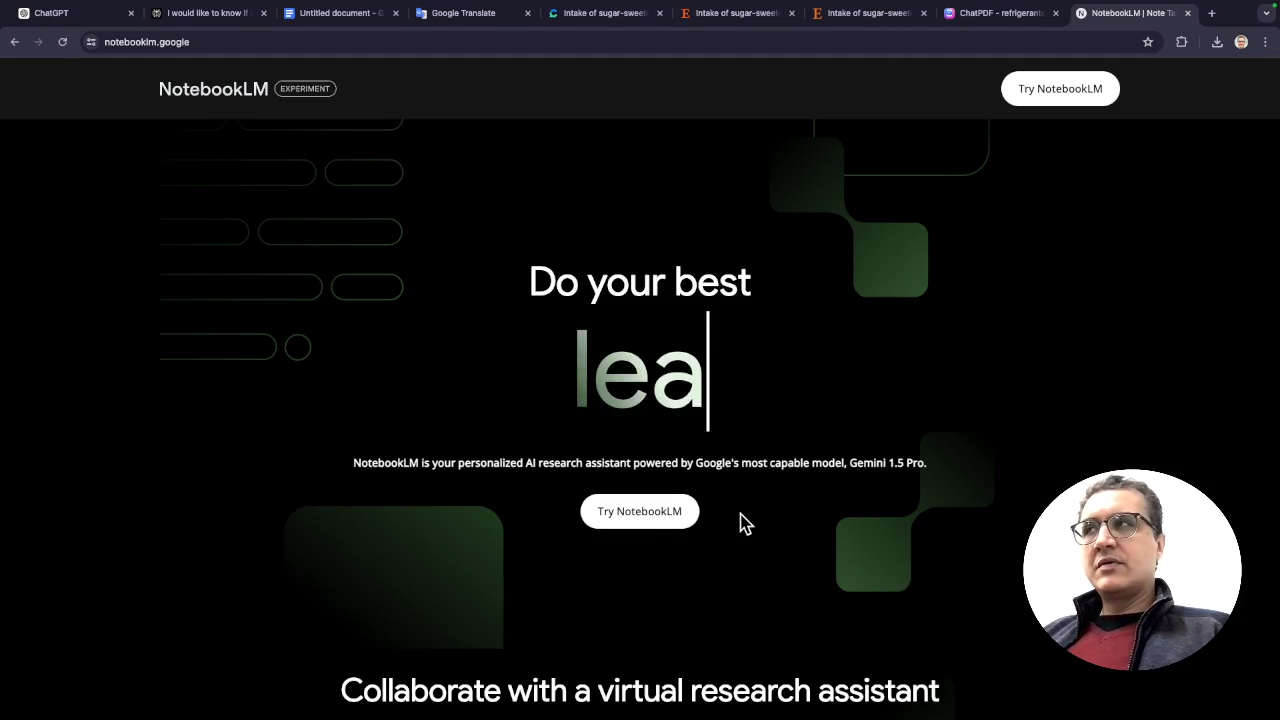 ChatGPT
I would like to know if
Untitled document - G
Google Translate
Intake of sugar-sweet
Intake of sugar-sweet
Intake of sugar-sweet
ChatPDF - refrigerant
NotebookLM | Note Ta
notebooklm.google
NotebookLM EXPERIMENT
Try NotebookLM
Do your best
lea
NotebookLM is your personalized AI research assistant powered by Google's most capable model, Gemini 1.5 Pro.
Try NotebookLM
Collaborate with a virtual research assistant